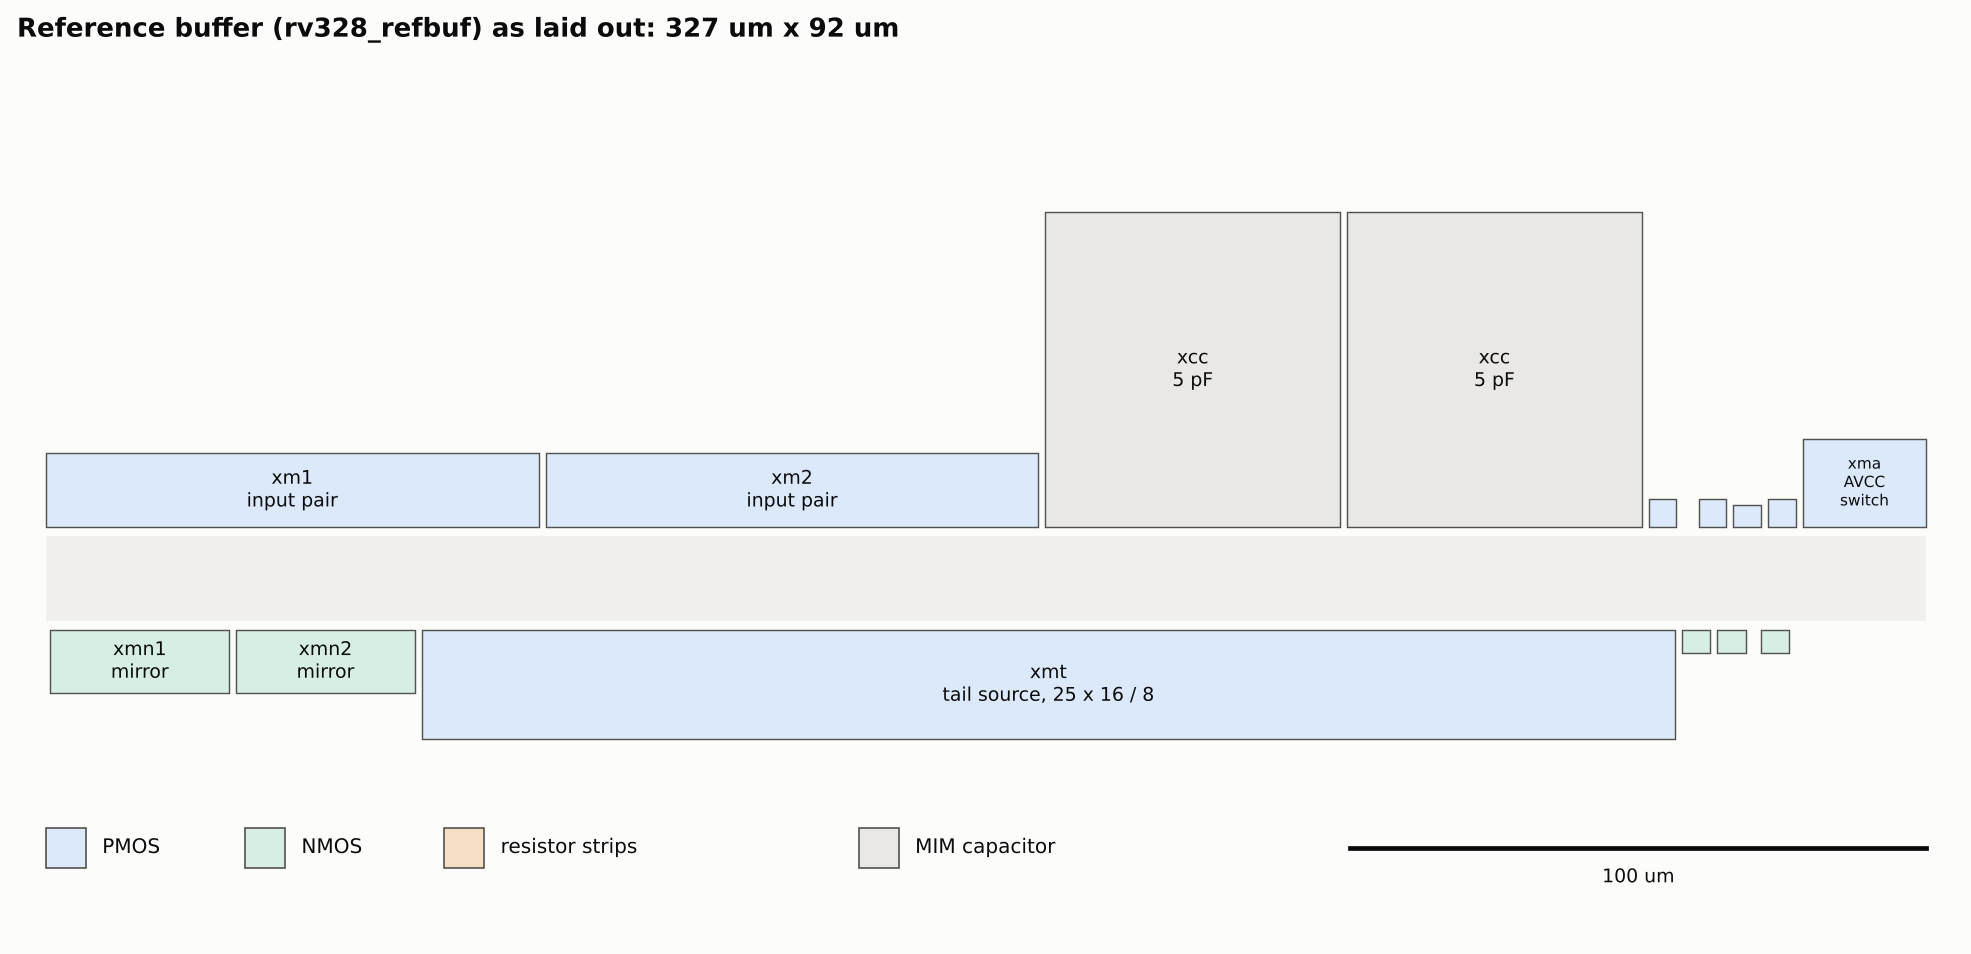 Reference buffer (rv328_refbuf) as laid out: 327 um x 92 um
xcc
5 pF
xcc
5 pF
xm1
input pair
xm2
input pair
xma
AVCC
switch
xmn1
mirror
xmn2
mirror
xmt
tail source, 25 x 16 / 8
PMOS
NMOS
resistor strips
MIM capacitor
100 um